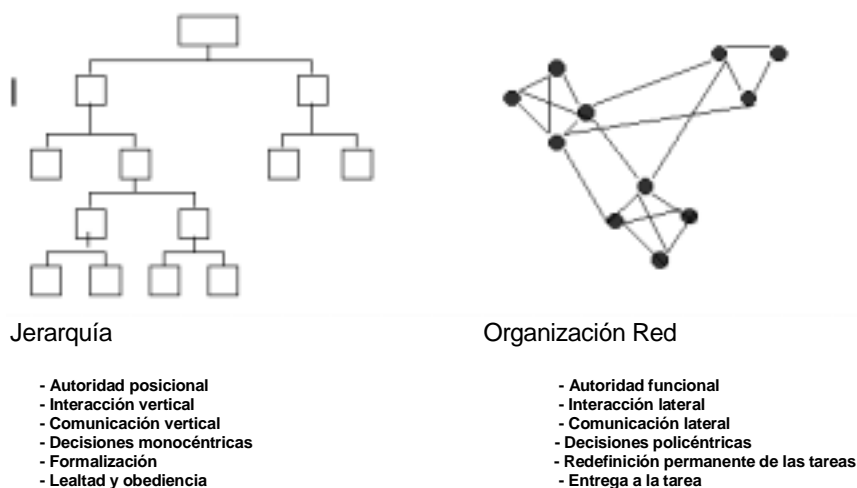 Jerarquía
- Autoridad posicional
- Interacción vertical
- Comunicación vertical
- Decisiones monocéntricas
- Formalización
- Lealtad y obediencia
Organización Red
- Autoridad funcional
- Interacción lateral
- Comunicación lateral
- Decisiones policéntricas
- Redefinición permanente de las tareas
- Entrega a la tarea